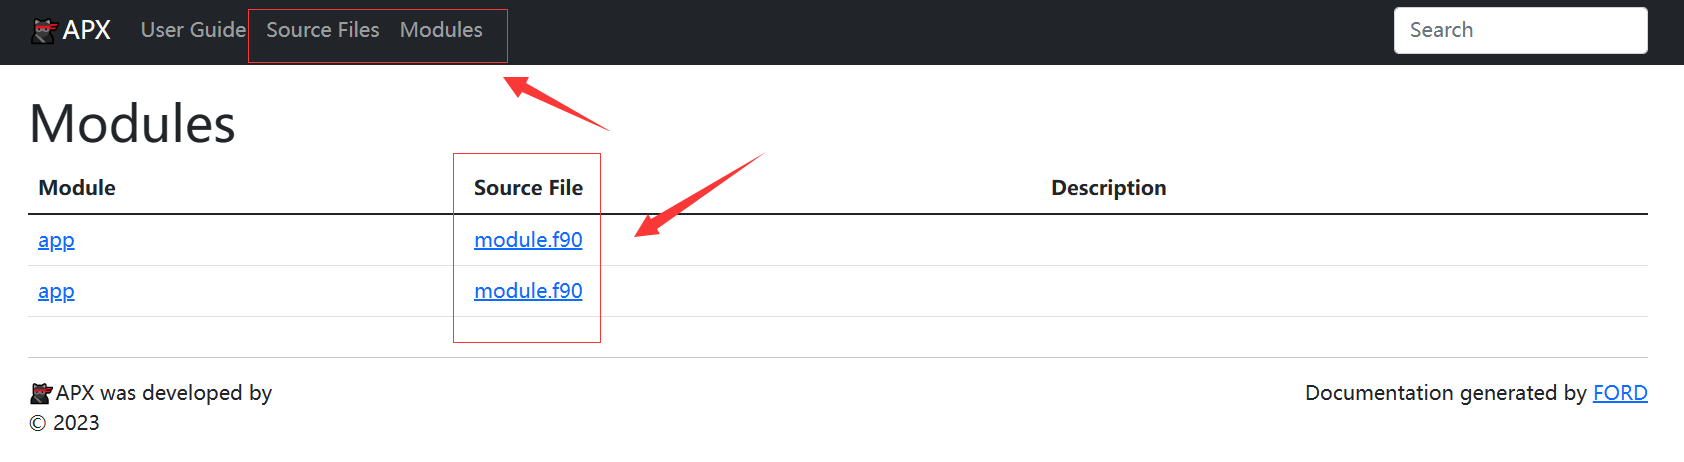 APX User Guide Source Files Modules Search
Modules
Module Source File Description
app module.f90
app module.f90
APX was developed by Documentation generated by FORD
© 2023